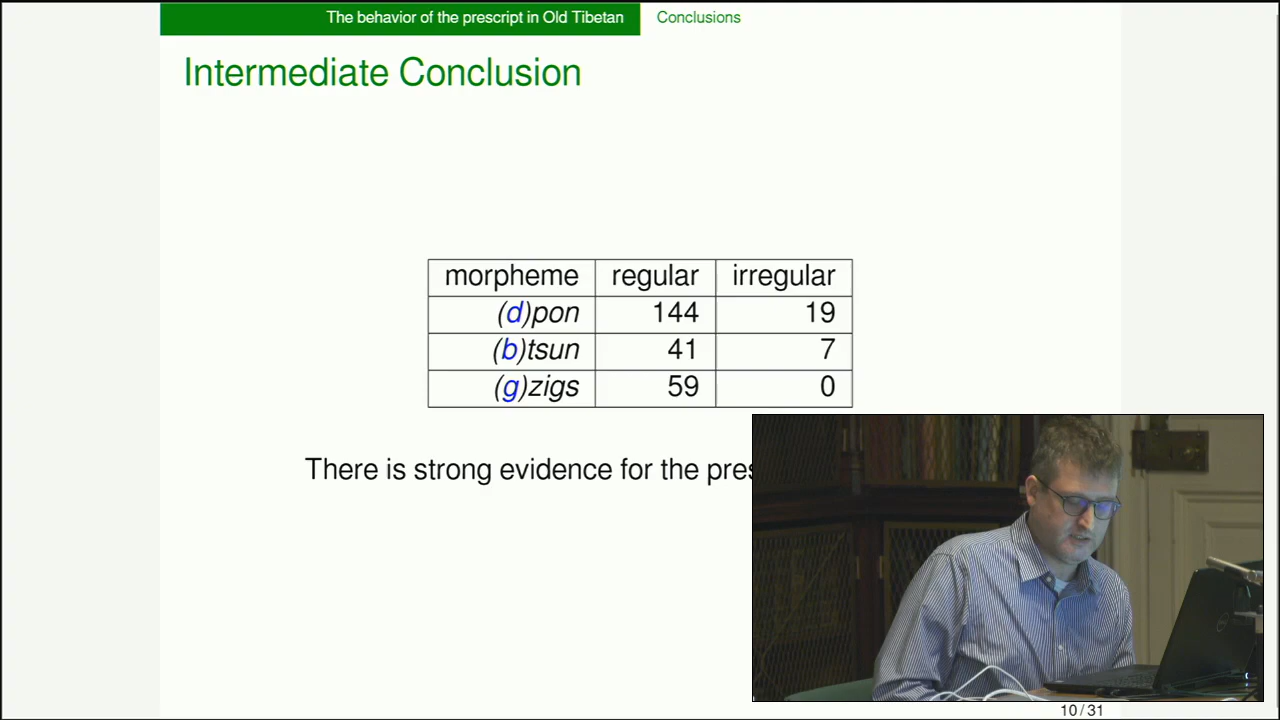 The behavior of the prescript in Old Tibetan Conclusions
Intermediate Conclusion
morpheme regular irregular
(d)pon 144 19
(b)tsun 41 7
(g)zigs 59 0
There is strong evidence for the
10 / 31